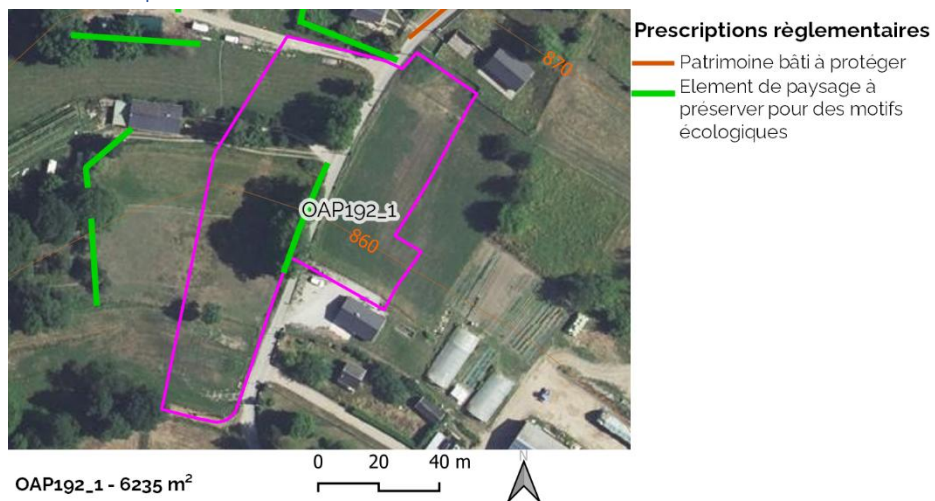 Prescriptions règlementaires
Patrimoine bâti à protéger
Element de paysage à
préserver pour des motifs
écologiques
870
OAP192_1
860
0 20 40 m
N
OAP192_1 - 6235 m²